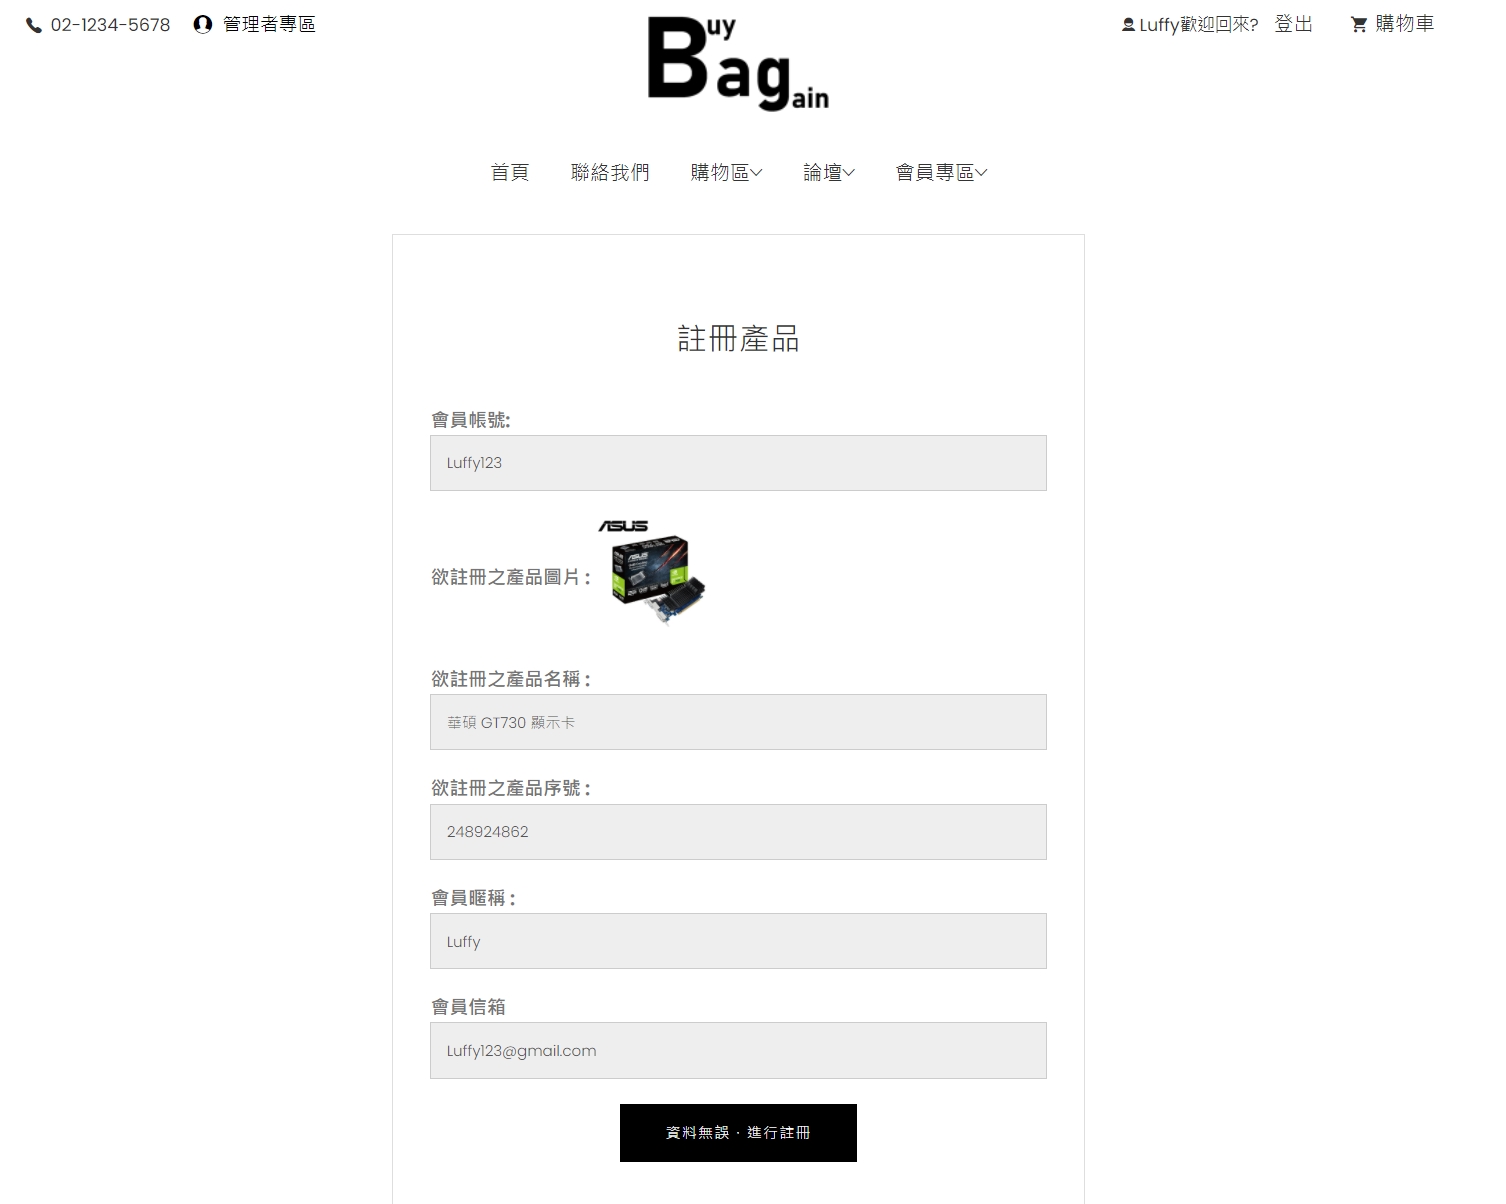 02-1234-5678 管理者專區
Buy Bagain
Luffy歡迎回來? 登出 購物車
首頁 聯絡我們 購物區 論壇 會員專區
註冊產品
會員帳號:
Luffy123
ASUS
欲註冊之產品圖片 :
欲註冊之產品名稱 :
華碩 GT730 顯示卡
欲註冊之產品序號 :
248924862
會員暱稱 :
Luffy
會員信箱
Luffy123@gmail.com
資料無誤 · 進行註冊